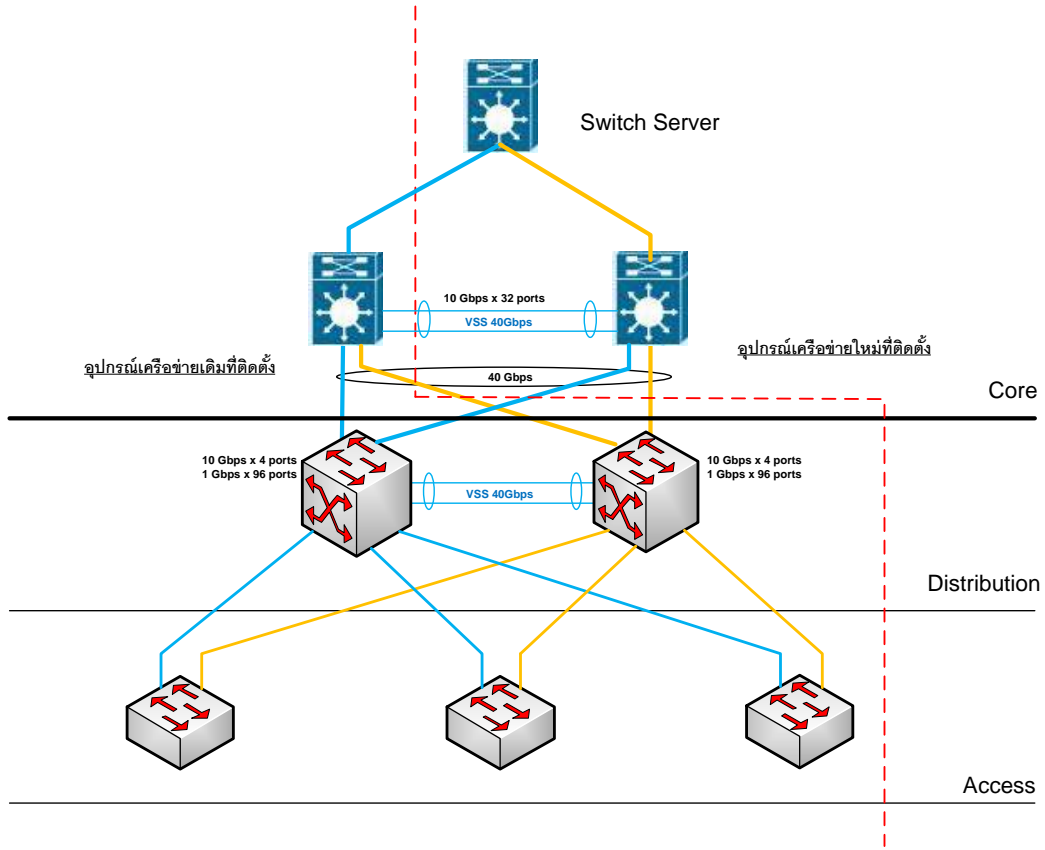 Switch Server
10 Gbps x 32 ports
VSS 40Gbps
อุปกรณ์เครือข่ายเดิมที่ติดตั้ง
อุปกรณ์เครือข่ายใหม่ที่ติดตั้ง
40 Gbps
Core
10 Gbps x 4 ports
1 Gbps x 96 ports
VSS 40Gbps
10 Gbps x 4 ports
1 Gbps x 96 ports
Distribution
Access